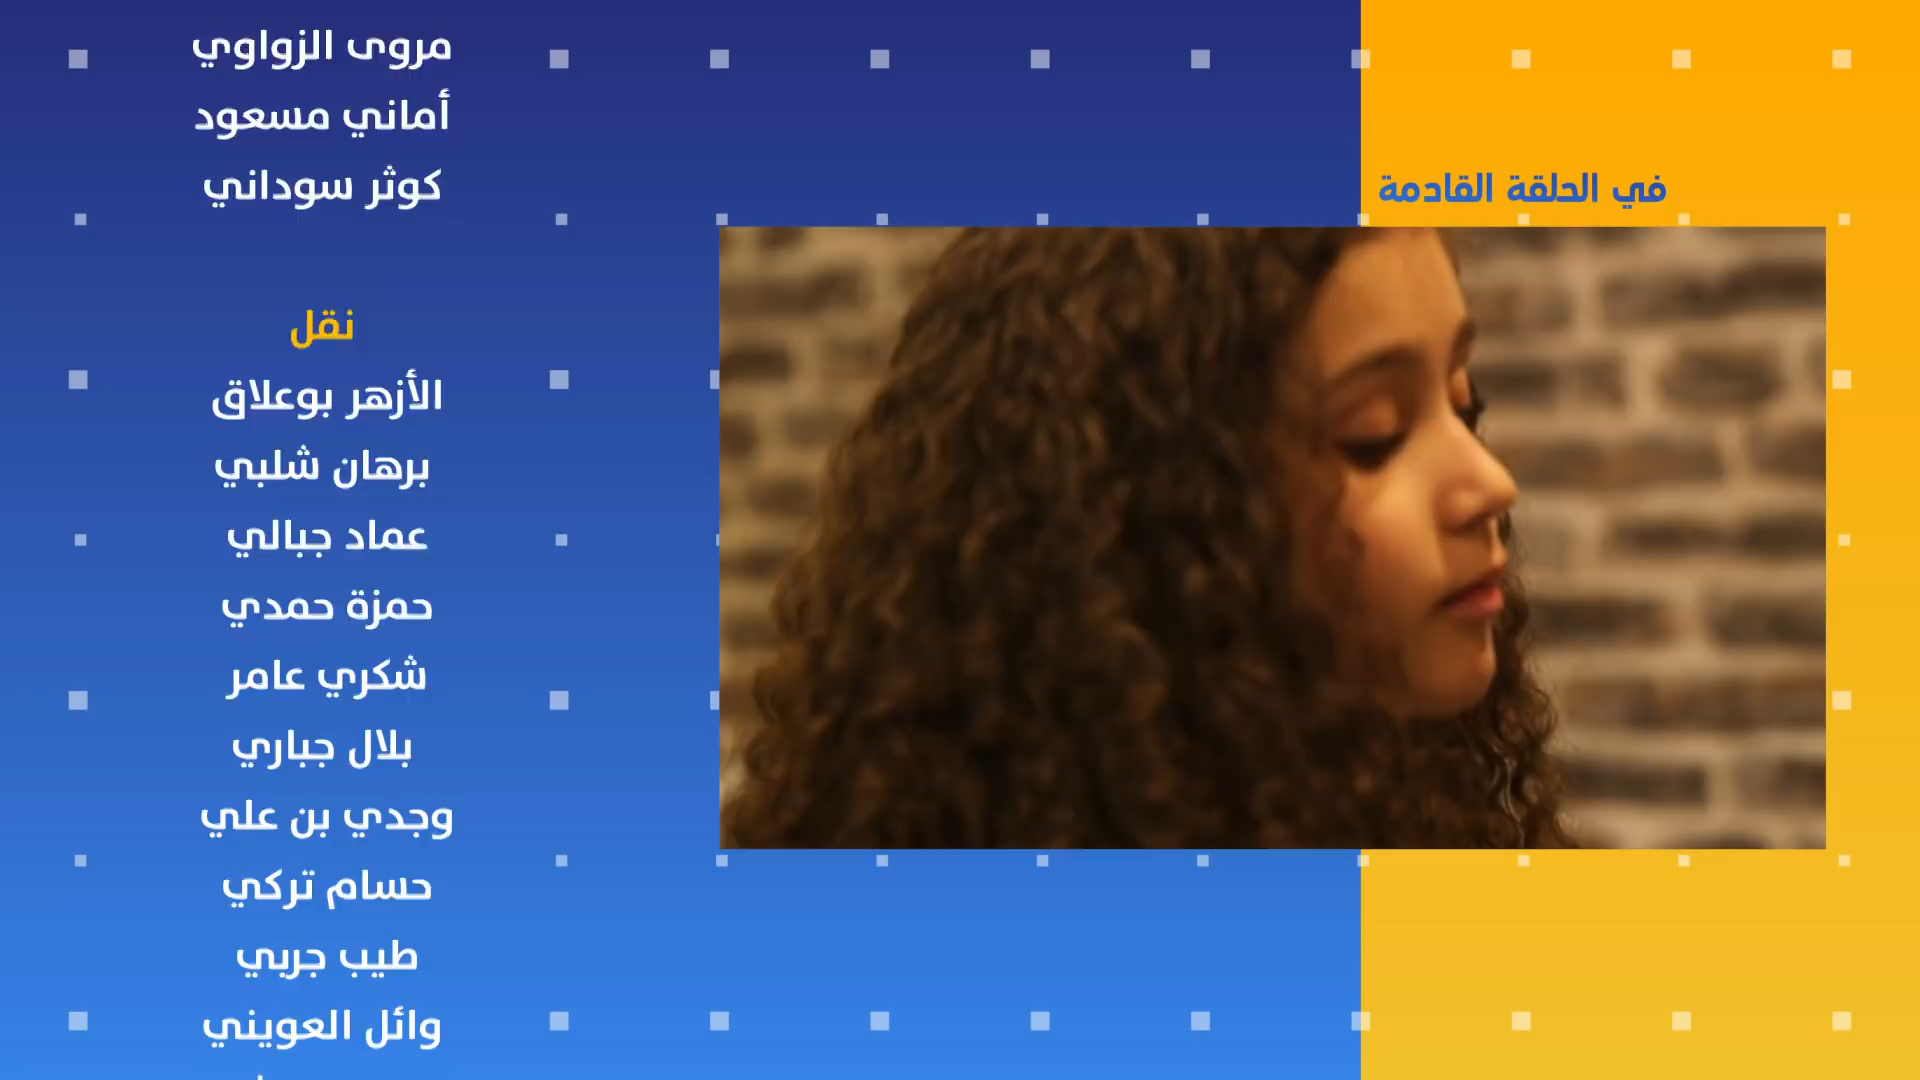 مروى الزواوي
أماني مسعود
كوثر سوداني
نقل
الأزهر بوعلاق
برهان شلبي
عماد جبالي
حمزة حمدي
شكري عامر
بلال جباري
وجدي بن علي
حسام تركي
طيب جربي
وائل العويني
في الحلقة القادمة